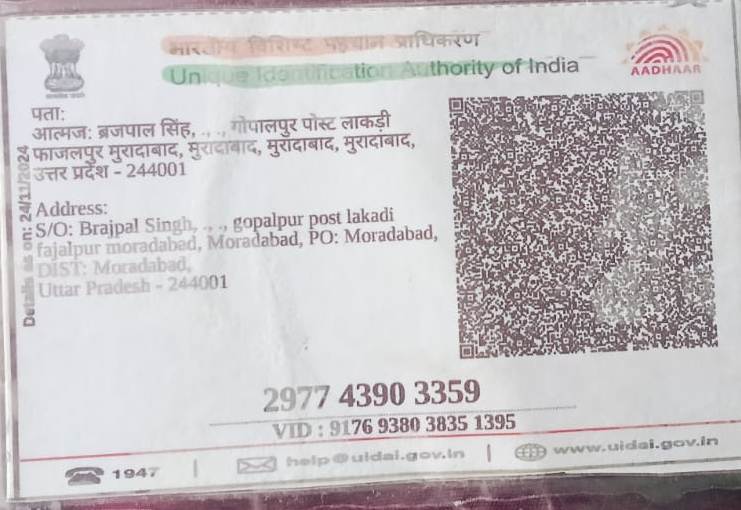 भारतीय विशिष्ट पहचान प्राधिकरण
Unique Identification Authority of India
AADHAAR
पता:
आत्मज: ब्रजपाल सिंह, ., ., गोपालपुर पोस्ट लाकडी
फाजलपुर मुरादाबाद, मुरादाबाद, मुरादाबाद, मुरादाबाद,
उत्तर प्रदेश - 244001
Address:
S/O: Brajpal Singh, ., ., gopalpur post lakadi
fajalpur moradabad, Moradabad, PO: Moradabad,
DIST: Moradabad,
Uttar Pradesh - 244001
Details as on: 24/11/2024
2977 4390 3359
VID : 9176 9380 3835 1395
1947 | help@uidai.gov.in | www.uidai.gov.in